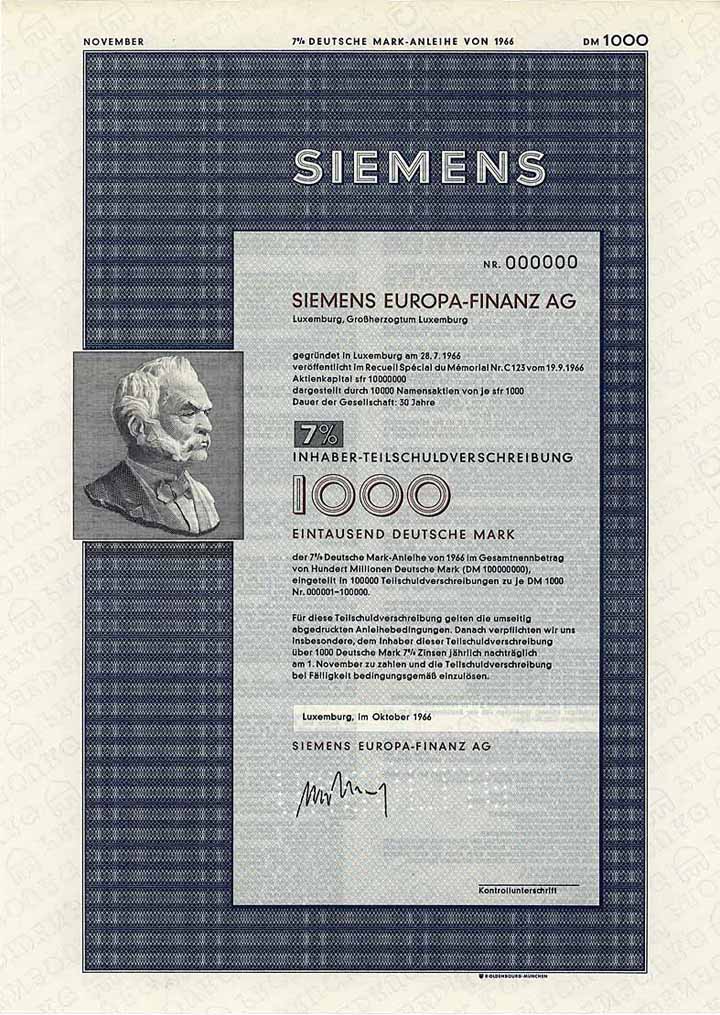 NOVEMBER 7% DEUTSCHE MARK-ANLEIHE VON 1966 DM 1000
SIEMENS
NR. 000000
SIEMENS EUROPA-FINANZ AG
Luxemburg, Großherzogtum Luxemburg
gegründet in Luxemburg am 28.7.1966
veröffentlicht im Recueil Spécial du Mémorial Nr. C 123 vom 19.9.1966
Aktienkapital sfr 10000000
dargestellt durch 10000 Namensaktien von je sfr 1000
Dauer der Gesellschaft: 30 Jahre
7%
INHABER-TEILSCHULDVERSCHREIBUNG
1000
EINTAUSEND DEUTSCHE MARK
der 7% Deutsche Mark-Anleihe von 1966 im Gesamtnennbetrag
von Hundert Millionen Deutsche Mark (DM 100000000),
eingeteilt in 100000 Teilschuldverschreibungen zu je DM 1000
Nr. 000001-100000.
Für diese Teilschuldverschreibung gelten die umseitig
abgedruckten Anleihebedingungen. Danach verpflichten wir uns
insbesondere, dem Inhaber dieser Teilschuldverschreibung
über 1000 Deutsche Mark 7% Zinsen jährlich nachträglich
am 1. November zu zahlen und die Teilschuldverschreibung
bei Fälligkeit bedingungsgemäß einzulösen.
Luxemburg, im Oktober 1966
SIEMENS EUROPA-FINANZ AG
Kontrollunterschrift
R. OLDENBOURG·MÜNCHEN